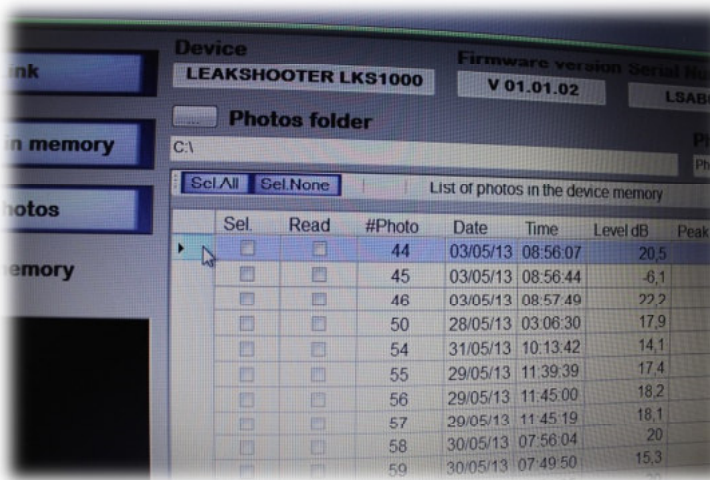 Device
Firmware version Serial
ink
LEAKSHOOTER LKS1000
V 01.01.02
LSAB
... Photos folder
in memory
C:\
Sel.All Sel.None List of photos in the device memory
hotos
Sel. Read #Photo Date Time Level dB Peak
44 03/05/13 08:56:07 20,5
emory
45 03/05/13 08:56:44 -6,1
46 03/05/13 08:57:49 22,2
50 28/05/13 03:06:30 17,9
54 31/05/13 10:13:42 14,1
55 29/05/13 11:39:39 17,4
56 29/05/13 11:45:00 18,2
57 29/05/13 11:45:19 18,1
58 30/05/13 07:56:04 20
59 30/05/13 07:49:50 15,3